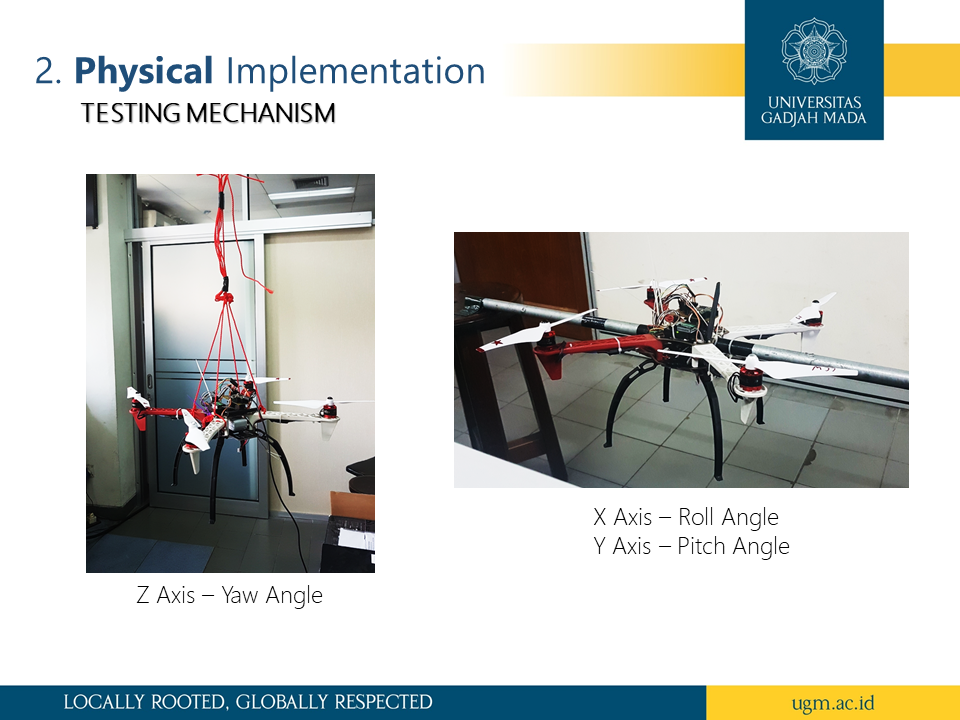 2. Physical Implementation
TESTING MECHANISM
UNIVERSITAS
GADJAH MADA
X Axis – Roll Angle
Y Axis – Pitch Angle
Z Axis – Yaw Angle
LOCALLY ROOTED, GLOBALLY RESPECTED
ugm.ac.id